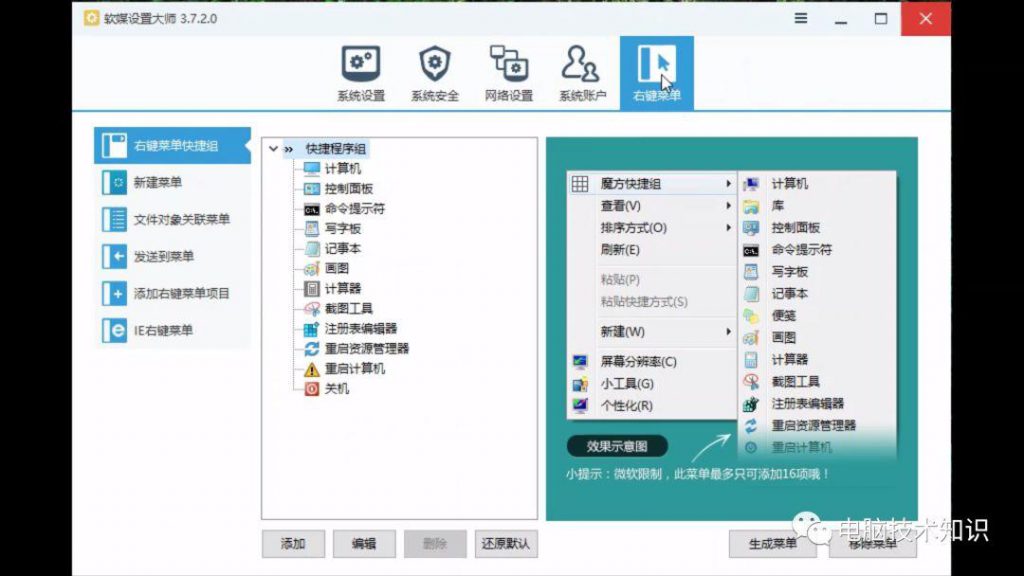 软媒设置大师 3.7.2.0
系统设置
系统安全
网络设置
系统账户
右键菜单
右键菜单快捷组
新建菜单
文件对象关联菜单
发送到菜单
添加右键菜单项目
IE右键菜单
快捷程序组
计算机
控制面板
命令提示符
写字板
记事本
画图
计算器
截图工具
注册表编辑器
重启资源管理器
重启计算机
关机
魔方快捷组
查看(V)
排序方式(O)
刷新(E)
粘贴(P)
粘贴快捷方式(S)
新建(W)
屏幕分辨率(C)
小工具(G)
个性化(R)
计算机
库
控制面板
命令提示符
写字板
记事本
便笺
画图
计算器
截图工具
注册表编辑器
重启资源管理器
重启计算机
效果示意图
小提示：微软限制，此菜单最多只可添加16项哦！
添加
编辑
删除
还原默认
生成菜单
移除菜单
电脑技术知识